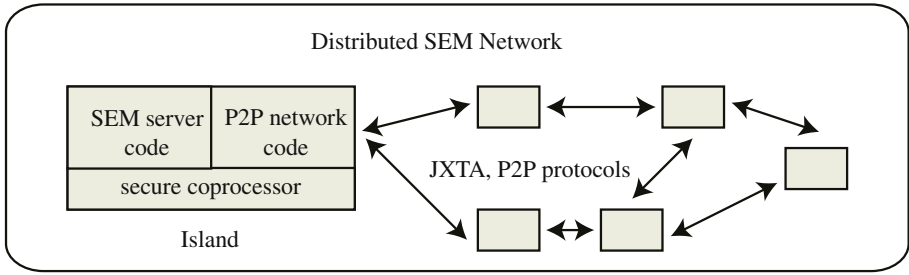 Distributed SEM Network
SEM server
code
P2P network
code
secure coprocessor
Island
JXTA, P2P protocols